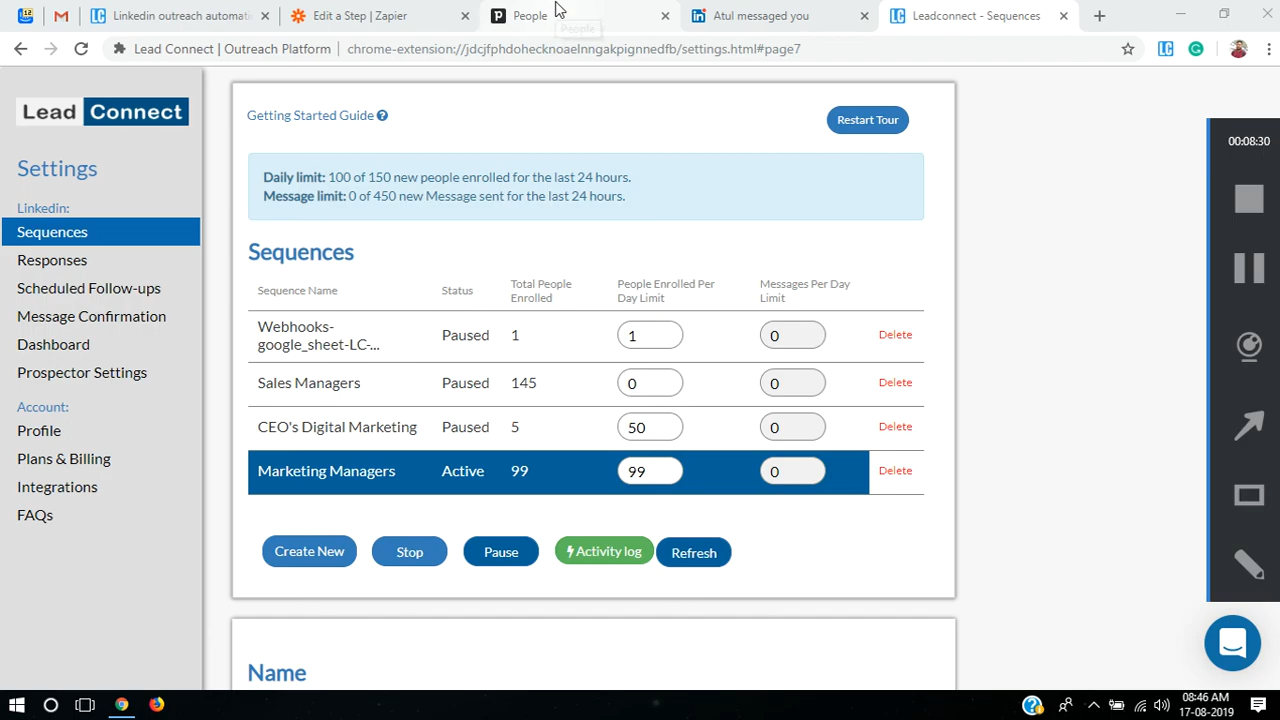 12
Linkedin outreach automati
Edit a Step | Zapier
People
Atul messaged you
Leadconnect - Sequences
People
Lead Connect | Outreach Platform
chrome-extension://jdcjfphdohecknoaelnngakpignnedfb/settings.html#page7
Lead Connect
Settings
Linkedin:
Sequences
Responses
Scheduled Follow-ups
Message Confirmation
Dashboard
Prospector Settings
Account:
Profile
Plans & Billing
Integrations
FAQs
Getting Started Guide
Restart Tour
Daily limit: 100 of 150 new people enrolled for the last 24 hours.
Message limit: 0 of 450 new Message sent for the last 24 hours.
Sequences
Sequence Name
Status
Total People
Enrolled
People Enrolled Per
Day Limit
Messages Per Day
Limit
Webhooks-
google_sheet-LC-...
Paused
1
1
0
Delete
Sales Managers
Paused
145
0
0
Delete
CEO's Digital Marketing
Paused
5
50
0
Delete
Marketing Managers
Active
99
99
0
Delete
Create New
Stop
Pause
Activity log
Refresh
Name
00:08:30
08:46 AM
17-08-2019